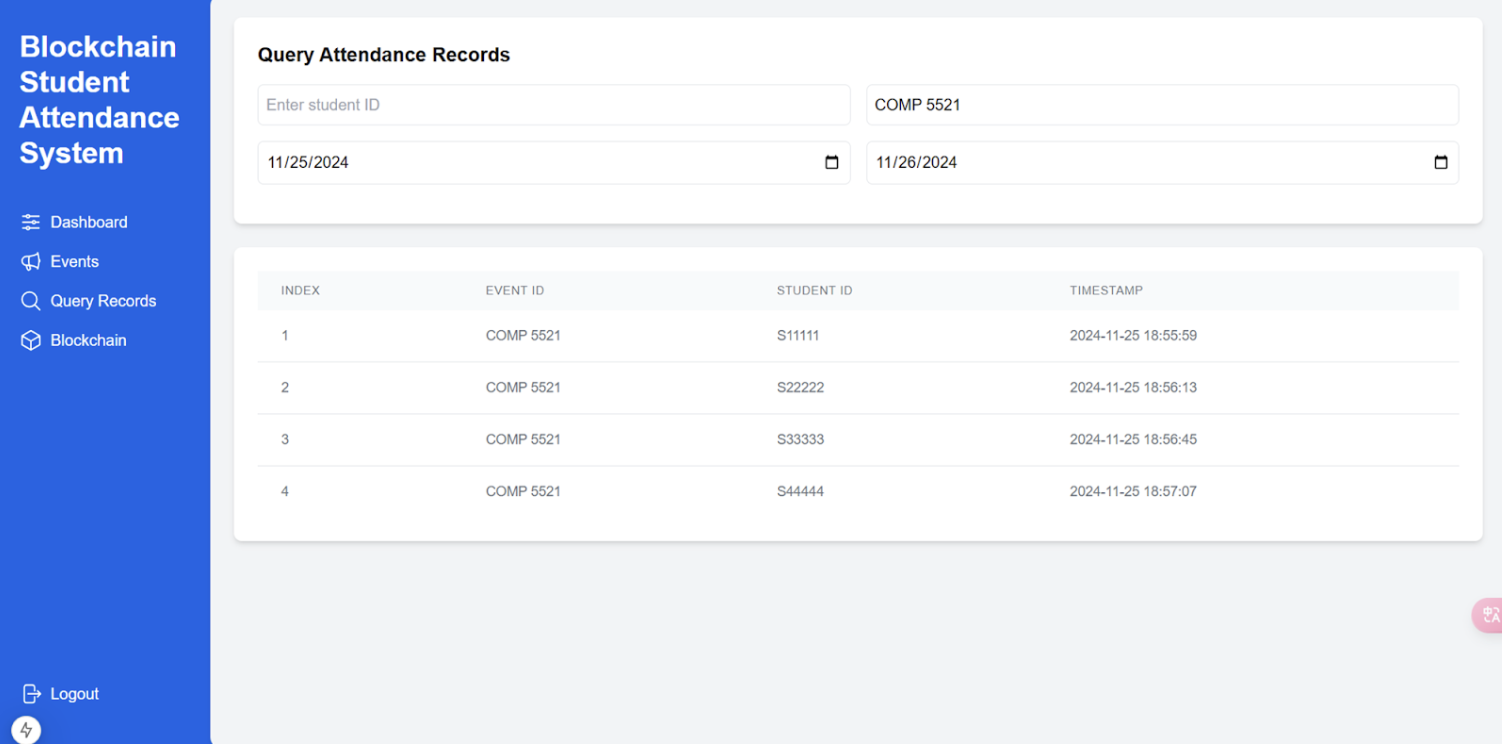 Blockchain
Student
Attendance
System
Dashboard
Events
Query Records
Blockchain
Logout
Query Attendance Records
Enter student ID
COMP 5521
11/25/2024
11/26/2024
INDEX EVENT ID STUDENT ID TIMESTAMP
1 COMP 5521 S11111 2024-11-25 18:55:59
2 COMP 5521 S22222 2024-11-25 18:56:13
3 COMP 5521 S33333 2024-11-25 18:56:45
4 COMP 5521 S44444 2024-11-25 18:57:07
中
A